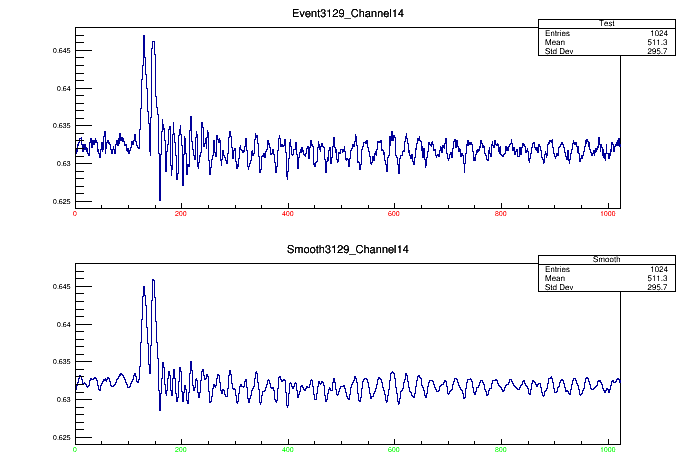 Event3129_Channel14
Test
Entries 1024
Mean 511.3
Std Dev 295.7
0.645
0.64
0.635
0.63
0.625
0 200 400 600 800 1000
Smooth3129_Channel14
Smooth
Entries 1024
Mean 511.3
Std Dev 295.7
0.645
0.64
0.635
0.63
0.625
0 200 400 600 800 1000